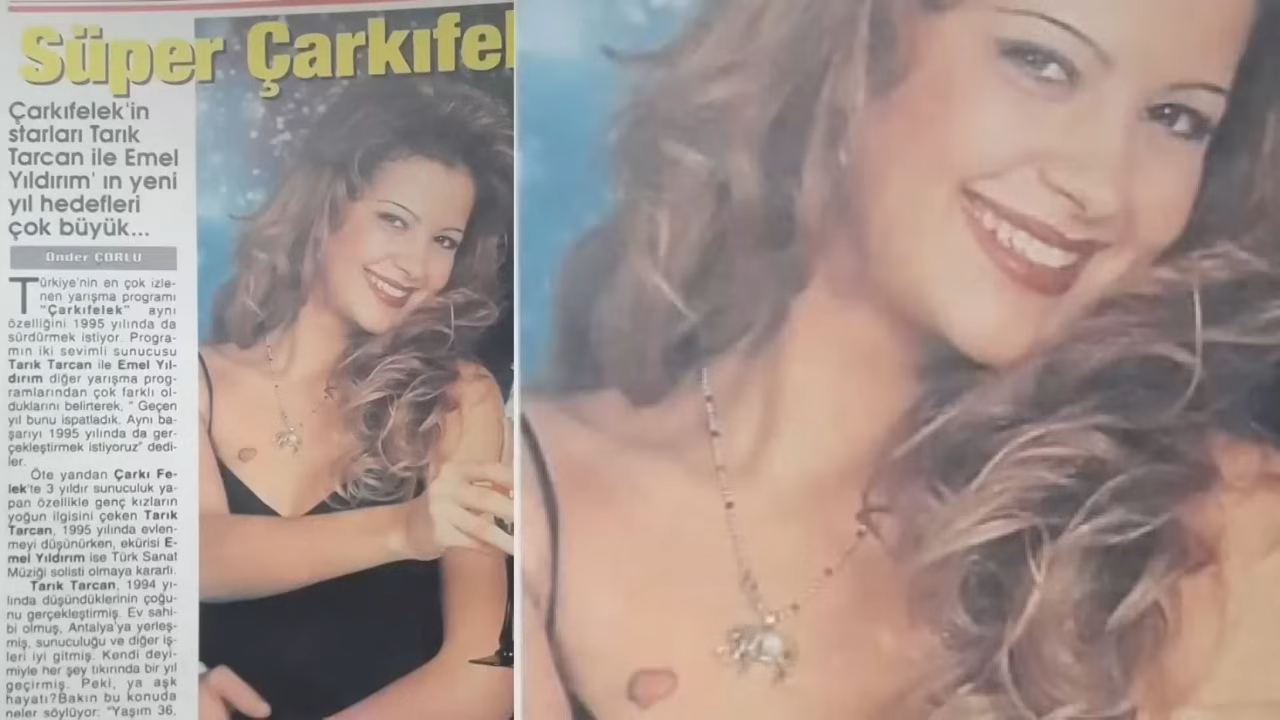 Süper Çarkıfel
Çarkıfelek'in
starları Tarık
Tarcan ile Emel
Yıldırım' ın yeni
yıl hedefleri
çok büyük...
Önder ÇORLU
Türkiye'nin en çok izle-
nen yarışma programı
"Çarkıfelek" aynı
özelliğini 1995 yılında da
sürdürmek istiyor. Progra-
mın iki sevimli sunucusu
Tarık Tarcan ile Emel Yıl-
dırım diğer yarışma prog-
ramlarından çok farklı ol-
duklarını belirterek, " Geçen
yıl bunu ispatladık. Aynı ba-
şarıyı 1995 yılında da ger-
çekleştirmek istiyoruz" dedi-
ler.
Öte yandan Çarkı Fe-
lek'te 3 yıldır sunuculuk ya-
pan özellikle genç kızların
yoğun ilgisini çeken Tarık
Tarcan, 1995 yılında evlen-
meyi düşünürken, ekürisi E-
mel Yıldırım ise Türk Sanat
Müziği solisti olmaya kararlı.
Tarık Tarcan, 1994 yı-
lında düşündüklerinin çoğu-
nu gerçekleştirmiş. Ev sahi-
bi olmuş, Antalya'ya yerleş-
miş, sunuculuğu ve diğer iş-
leri iyi gitmiş. Kendi deyi-
miyle her şey tıkırında bir yıl
geçirmiş. Peki, ya aşk
hayatı?Bakın bu konuda
neler söylüyor: "Yaşım 36,